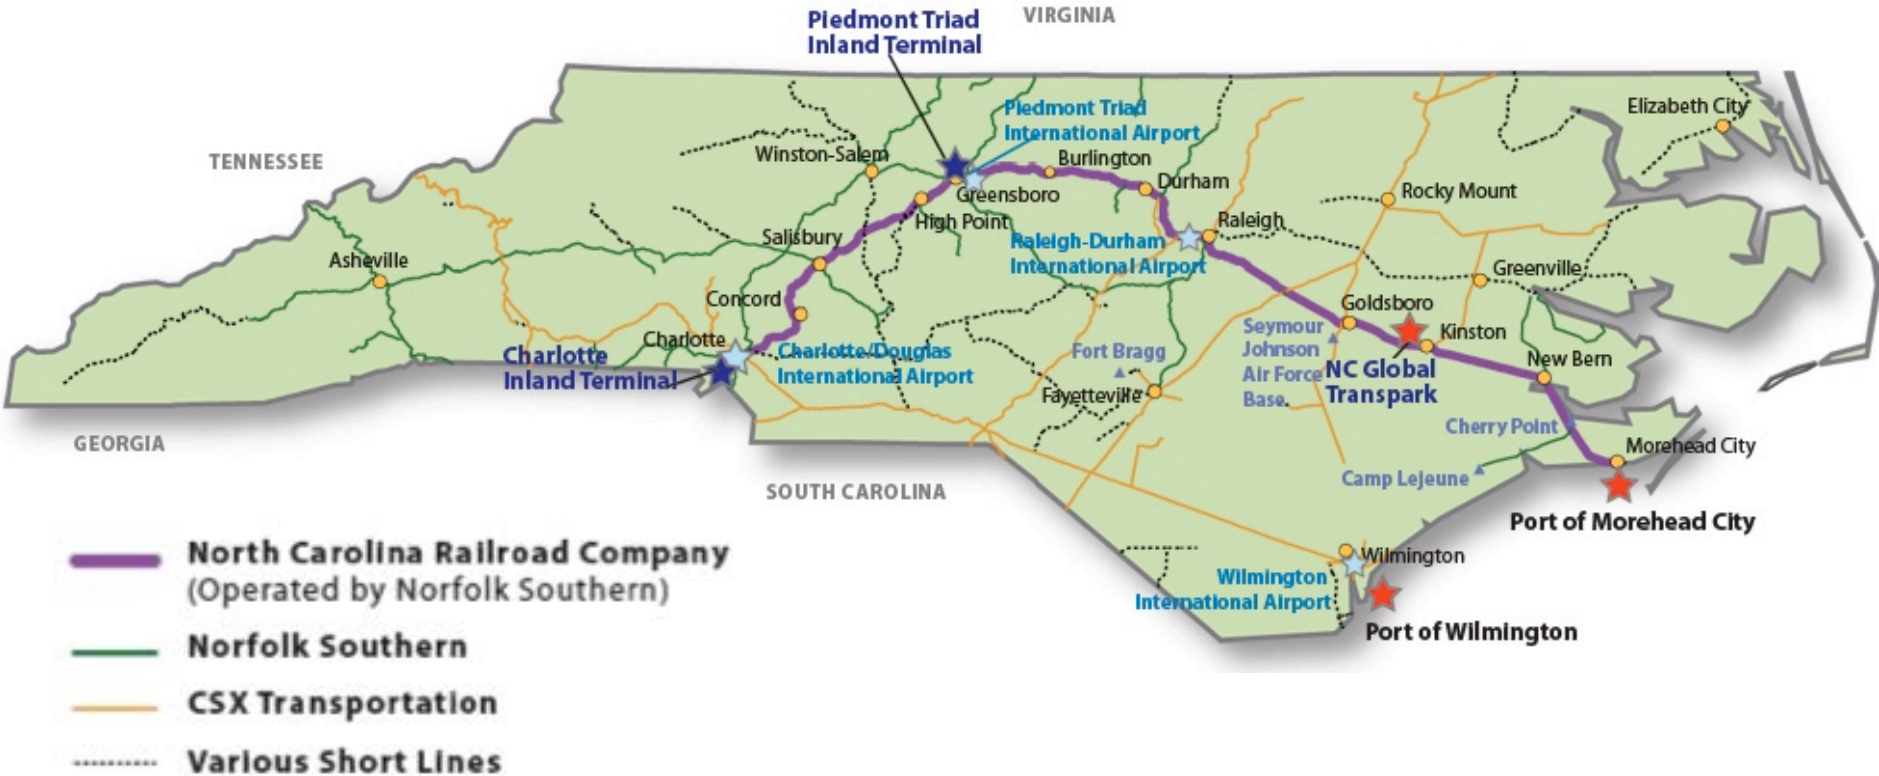 Piedmont Triad
Inland Terminal
VIRGINIA
Piedmont Triad
International Airport
Elizabeth City
TENNESSEE
Winston-Salem
Burlington
Durham
Greensboro
Rocky Mount
High Point
Raleigh
Salisbury
Raleigh-Durham
International Airport
Asheville
Greenville
Concord
Goldsboro
Charlotte
Seymour
Johnson
Air Force
Base
Kinston
Charlotte
Inland Terminal
Charlotte/Douglas
International Airport
Fort Bragg
NC Global
Transpark
New Bern
Fayetteville
Cherry Point
GEORGIA
Morehead City
Camp Lejeune
SOUTH CAROLINA
Port of Morehead City
Wilmington
Wilmington
International Airport
Port of Wilmington
North Carolina Railroad Company
(Operated by Norfolk Southern)
Norfolk Southern
CSX Transportation
Various Short Lines